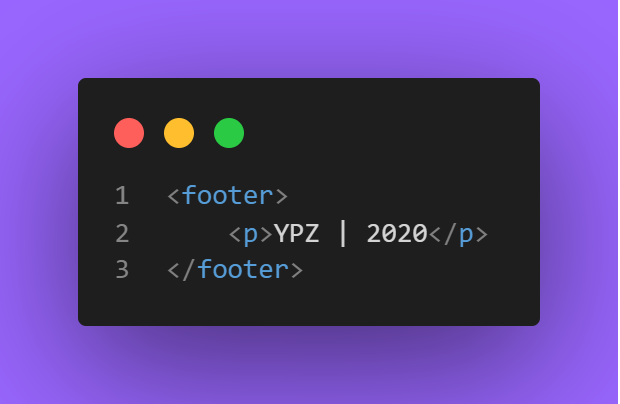 1 <footer>
2     <p>YPZ | 2020</p>
3 </footer>